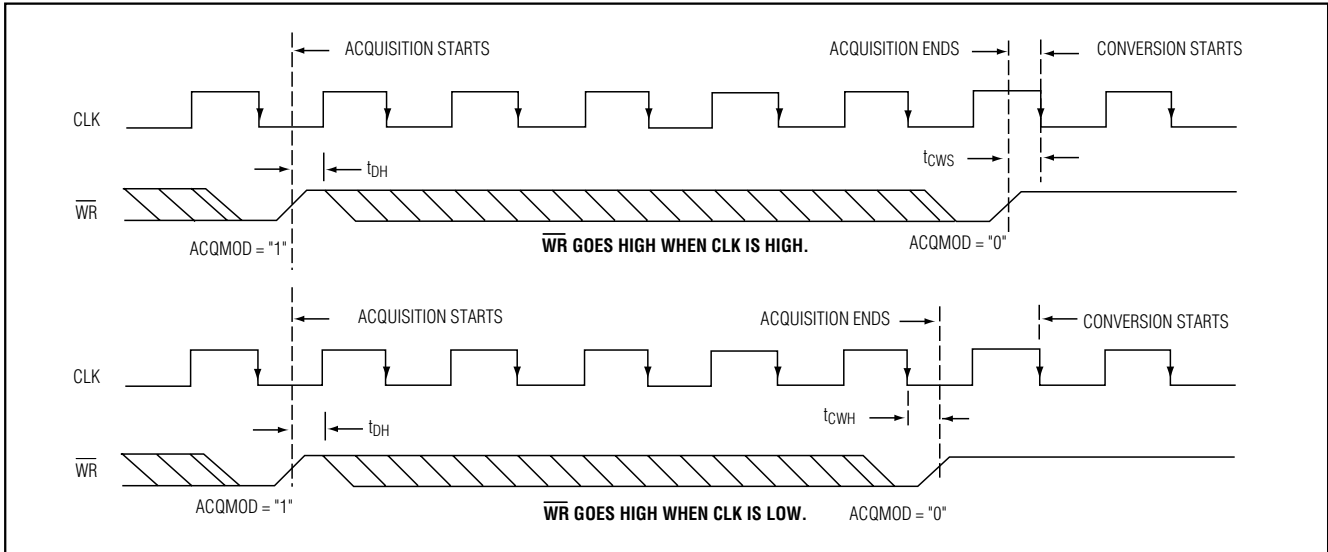 ACQUISITION STARTS
ACQUISITION ENDS
CONVERSION STARTS
CLK
tCWS
tDH
WR
ACQMOD = "1"
WR GOES HIGH WHEN CLK IS HIGH.
ACQMOD = "0"
ACQUISITION STARTS
ACQUISITION ENDS
CONVERSION STARTS
CLK
tCWH
tDH
WR
ACQMOD = "1"
WR GOES HIGH WHEN CLK IS LOW.
ACQMOD = "0"